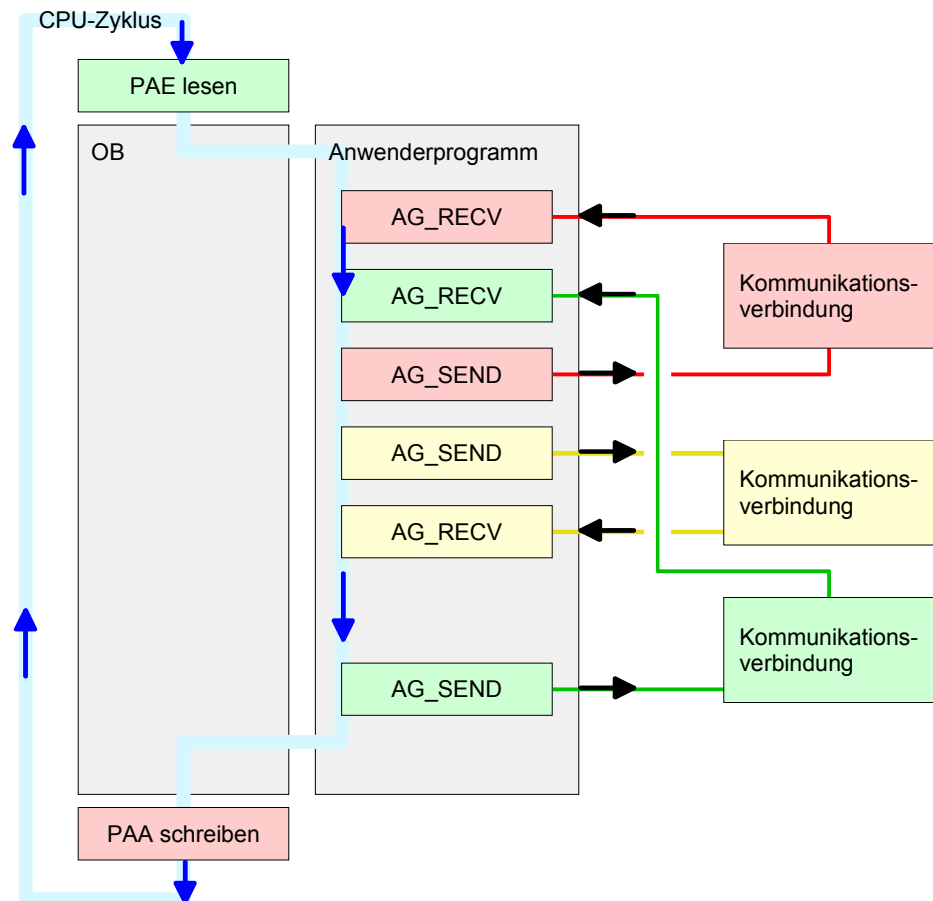 CPU-Zyklus
PAE lesen
OB
Anwenderprogramm
AG_RECV
AG_RECV
AG_SEND
AG_SEND
AG_RECV
AG_SEND
Kommunikations-
verbindung
Kommunikations-
verbindung
Kommunikations-
verbindung
PAA schreiben